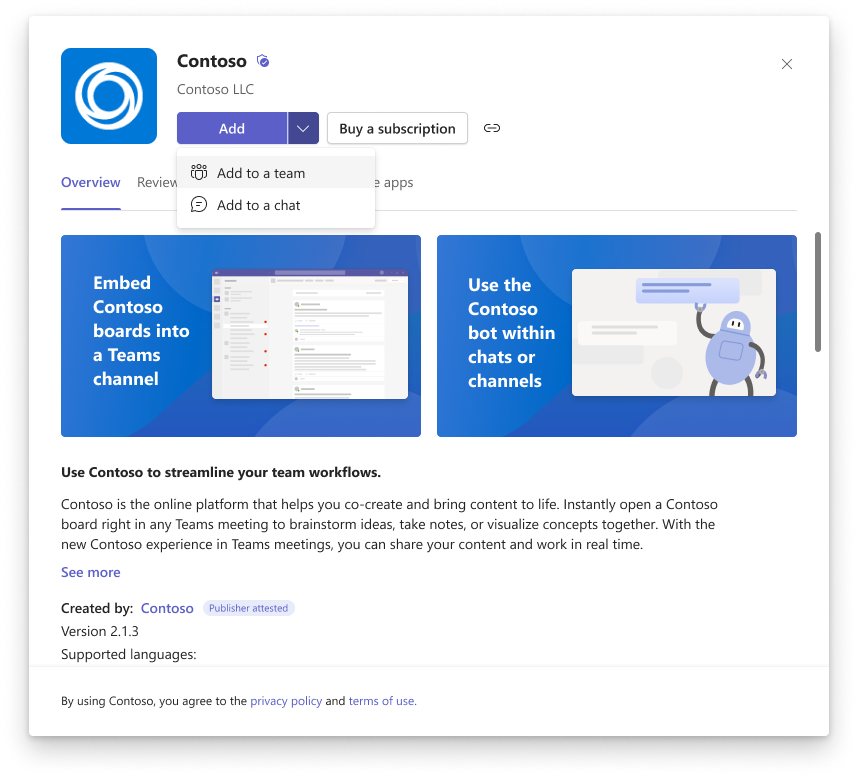 Contoso
Contoso LLC
Add
Buy a subscription
Add to a team
Add to a chat
Overview
Review
e apps
Embed
Contoso
boards into
a Teams
channel
Use the
Contoso
bot within
chats or
channels
Use Contoso to streamline your team workflows.
Contoso is the online platform that helps you co-create and bring content to life. Instantly open a Contoso
board right in any Teams meeting to brainstorm ideas, take notes, or visualize concepts together. With the
new Contoso experience in Teams meetings, you can share your content and work in real time.
See more
Created by: Contoso Publisher attested
Version 2.1.3
Supported languages:
By using Contoso, you agree to the privacy policy and terms of use.